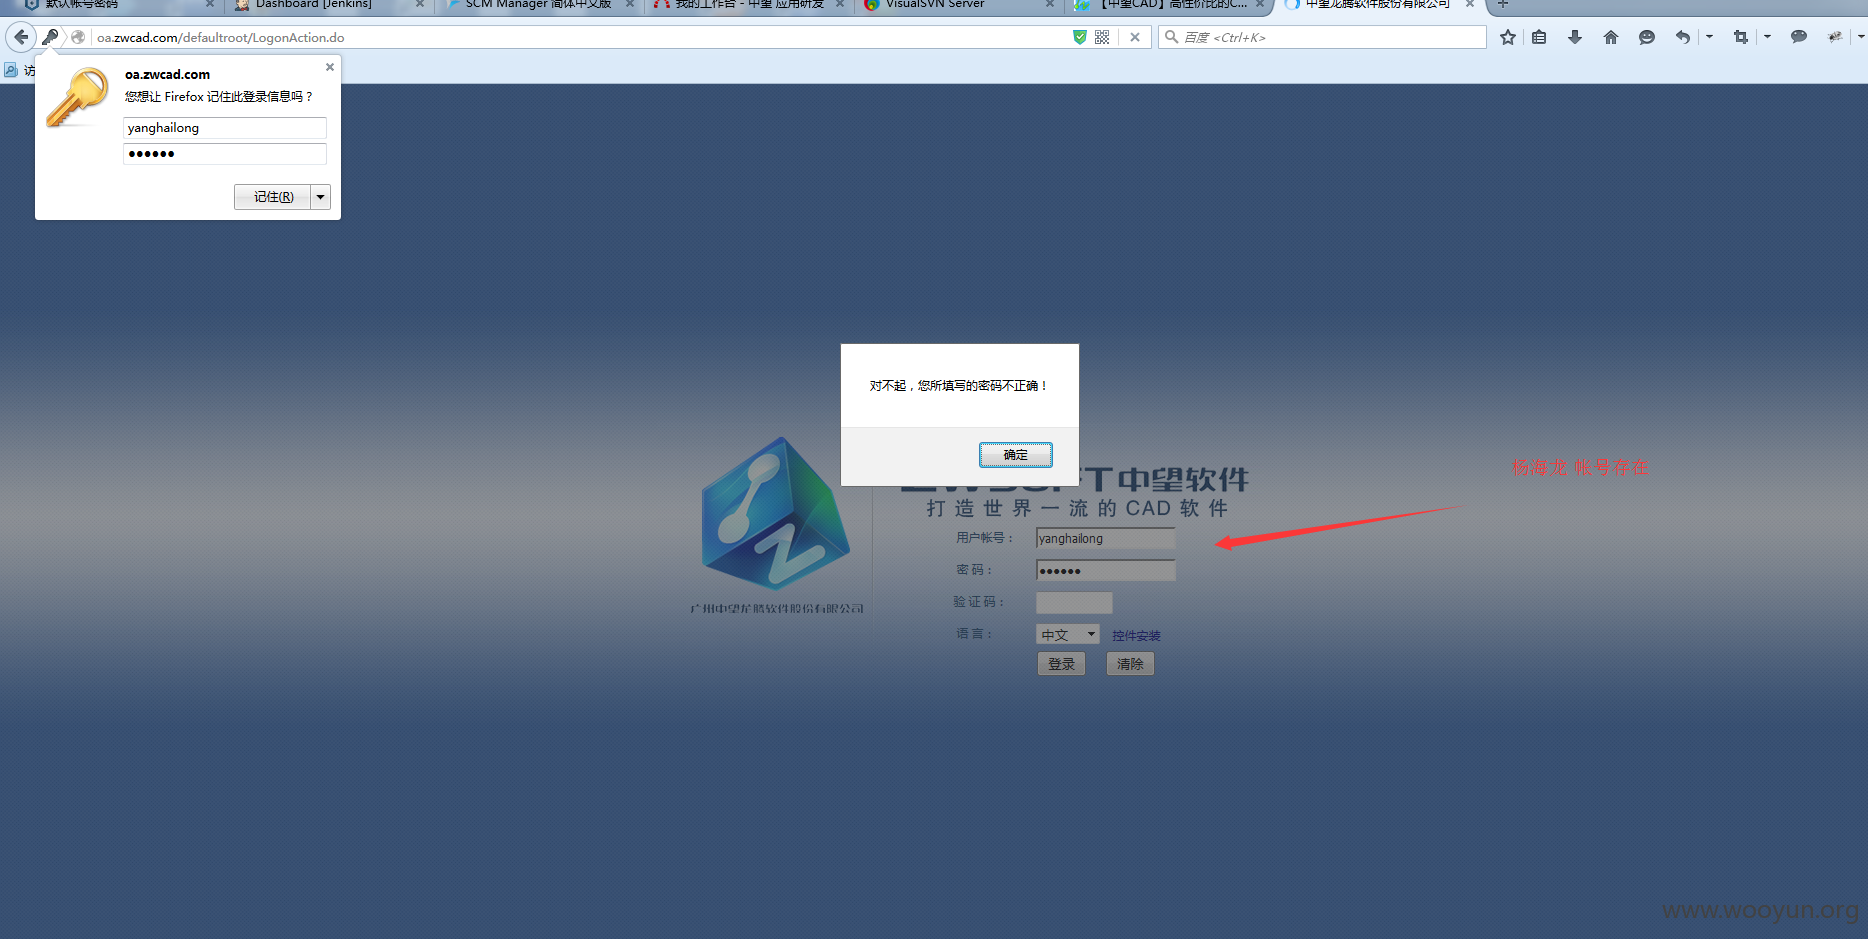 默认帐号密码
Dashboard [Jenkins]
SCM Manager 简体中文版
我的工作台 - 中望 应用研发
VisualSVN Server
【中望CAD】高性价比的C...
中望龙腾软件股份有限公司
oa.zwcad.com/defaultroot/LogonAction.do
百度 <Ctrl+K>
访
oa.zwcad.com
您想让 Firefox 记住此登录信息吗？
yanghailong
●●●●●●
记住(R)
对不起，您所填写的密码不正确！
确定
杨海龙 帐号存在
ZWSOFT中望软件
打造世界一流的CAD软件
用户帐号：
yanghailong
密码：
●●●●●●
验证码：
语言：
中文
控件安装
登录
清除
广州中望龙腾软件股份有限公司
www.wooyun.org